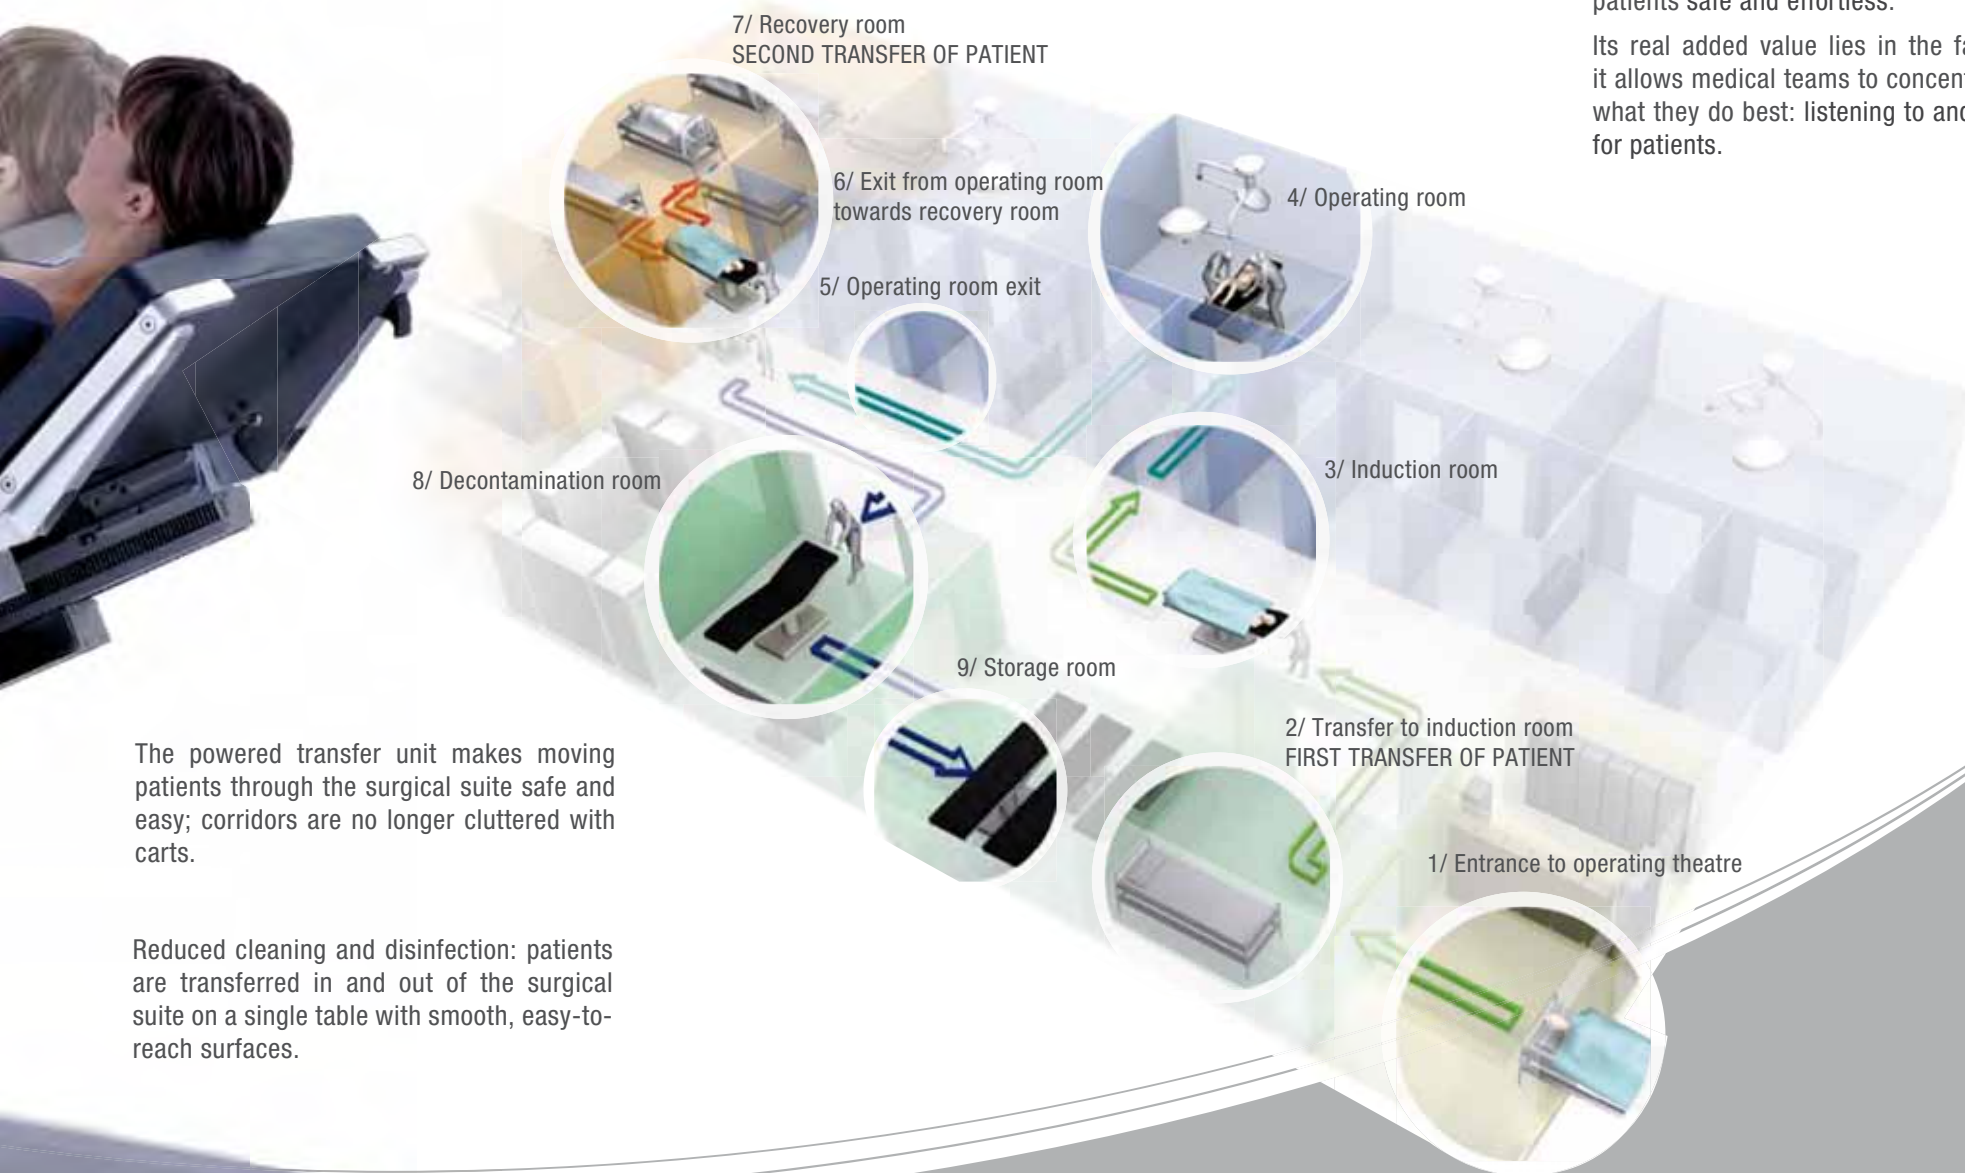 patients safe and effortless.
Its real added value lies in the
it allows medical teams to
what they do best: listening to
for patients.
7/ Recovery room
SECOND TRANSFER OF PATIENT
6/ Exit from operating room
towards recovery room
4/ Operating room
5/ Operating room exit
8/ Decontamination room
3/ Induction room
9/ Storage room
2/ Transfer to induction room
FIRST TRANSFER OF PATIENT
1/ Entrance to operating theatre
The powered transfer unit makes moving
patients through the surgical suite safe and
easy; corridors are no longer cluttered with
carts.
Reduced cleaning and disinfection: patients
are transferred in and out of the surgical
suite on a single table with smooth, easy-to-
reach surfaces.